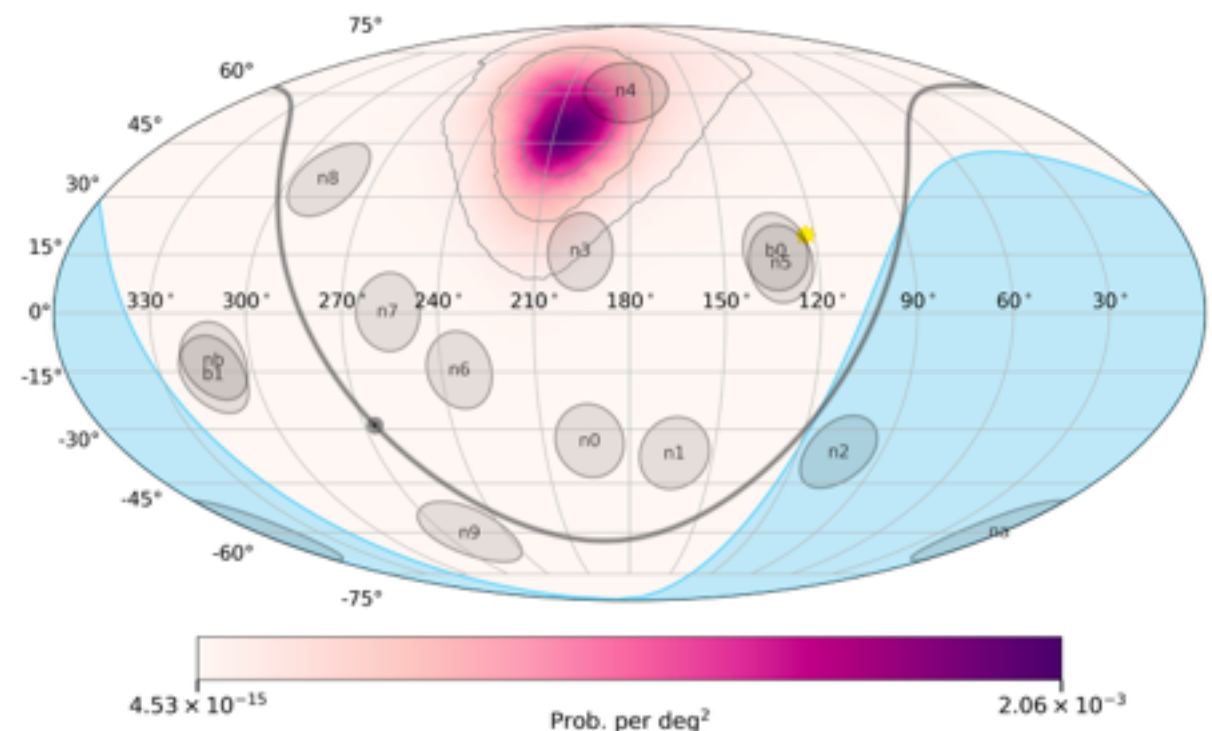 75°
60°
n4
45°
n8
30°
15°
n3
b0
n5
0°
330° 300° 270° 240° 210° 180° 150° 120° 90° 60° 30°
n7
nb
b1
n6
-15°
-30°
n0
n1
n2
-45°
n9
na
-60°
-75°
4.53 × 10⁻¹⁵
2.06 × 10⁻³
Prob. per deg²